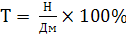 Т = Н/Дм × 100%